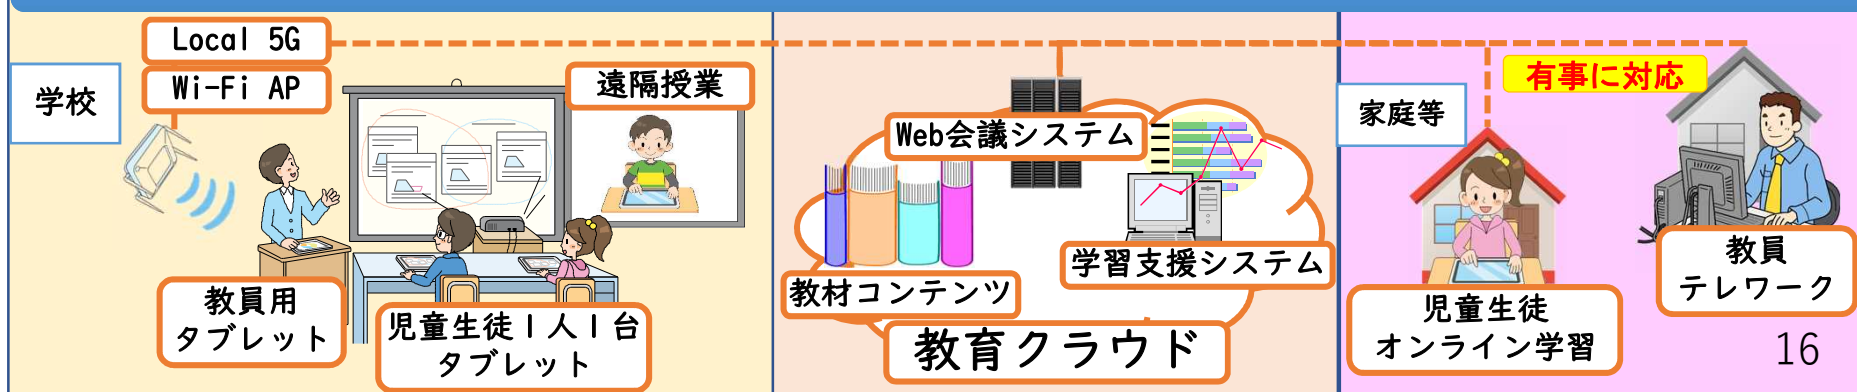 学校
Local 5G
Wi-Fi AP
遠隔授業
教員用
タブレット
児童生徒1人1台
タブレット
Web会議システム
教材コンテンツ
学習支援システム
教育クラウド
家庭等
有事に対応
児童生徒
オンライン学習
教員
テレワーク
16